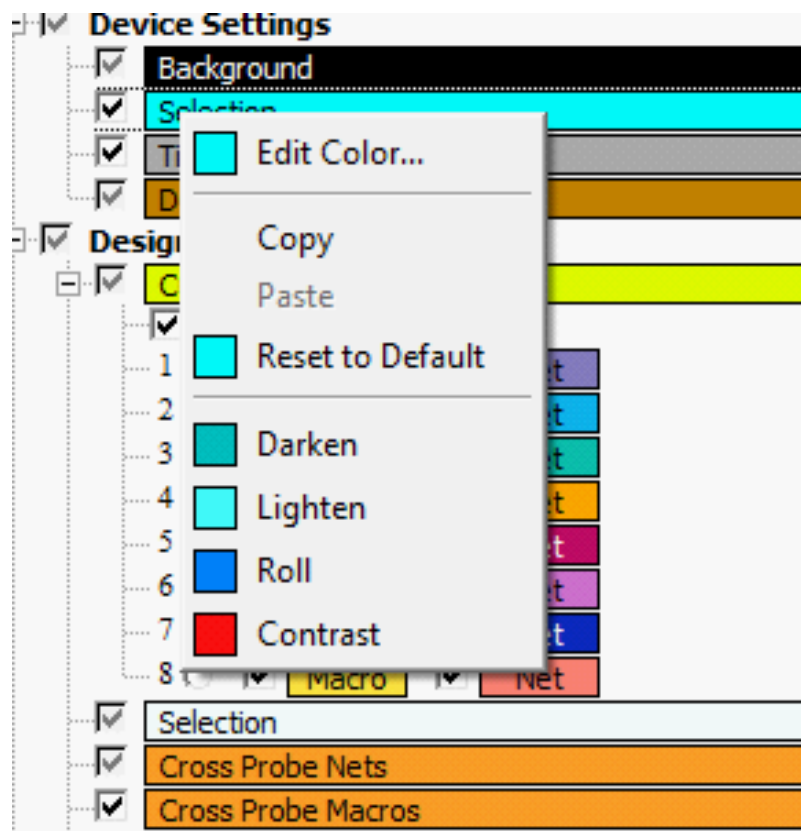 Device Settings
Background
Selection
Edit Color...
Copy
Paste
Reset to Default
1
2
Darken
3
4
Lighten
5
Roll
6
7
Contrast
8 Macro Net
Selection
Cross Probe Nets
Cross Probe Macros